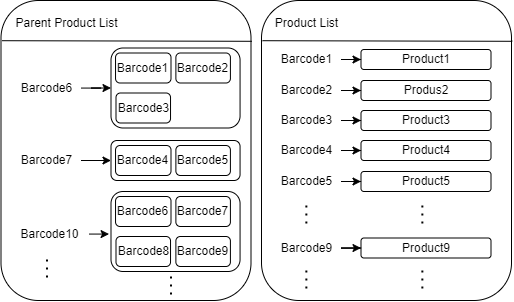 Parent Product List
Barcode6
Barcode1 Barcode2
Barcode3
Barcode7
Barcode4 Barcode5
Barcode10
Barcode6 Barcode7
Barcode8 Barcode9
Product List
Barcode1 Product1
Barcode2 Produs2
Barcode3 Product3
Barcode4 Product4
Barcode5 Product5
Barcode9 Product9